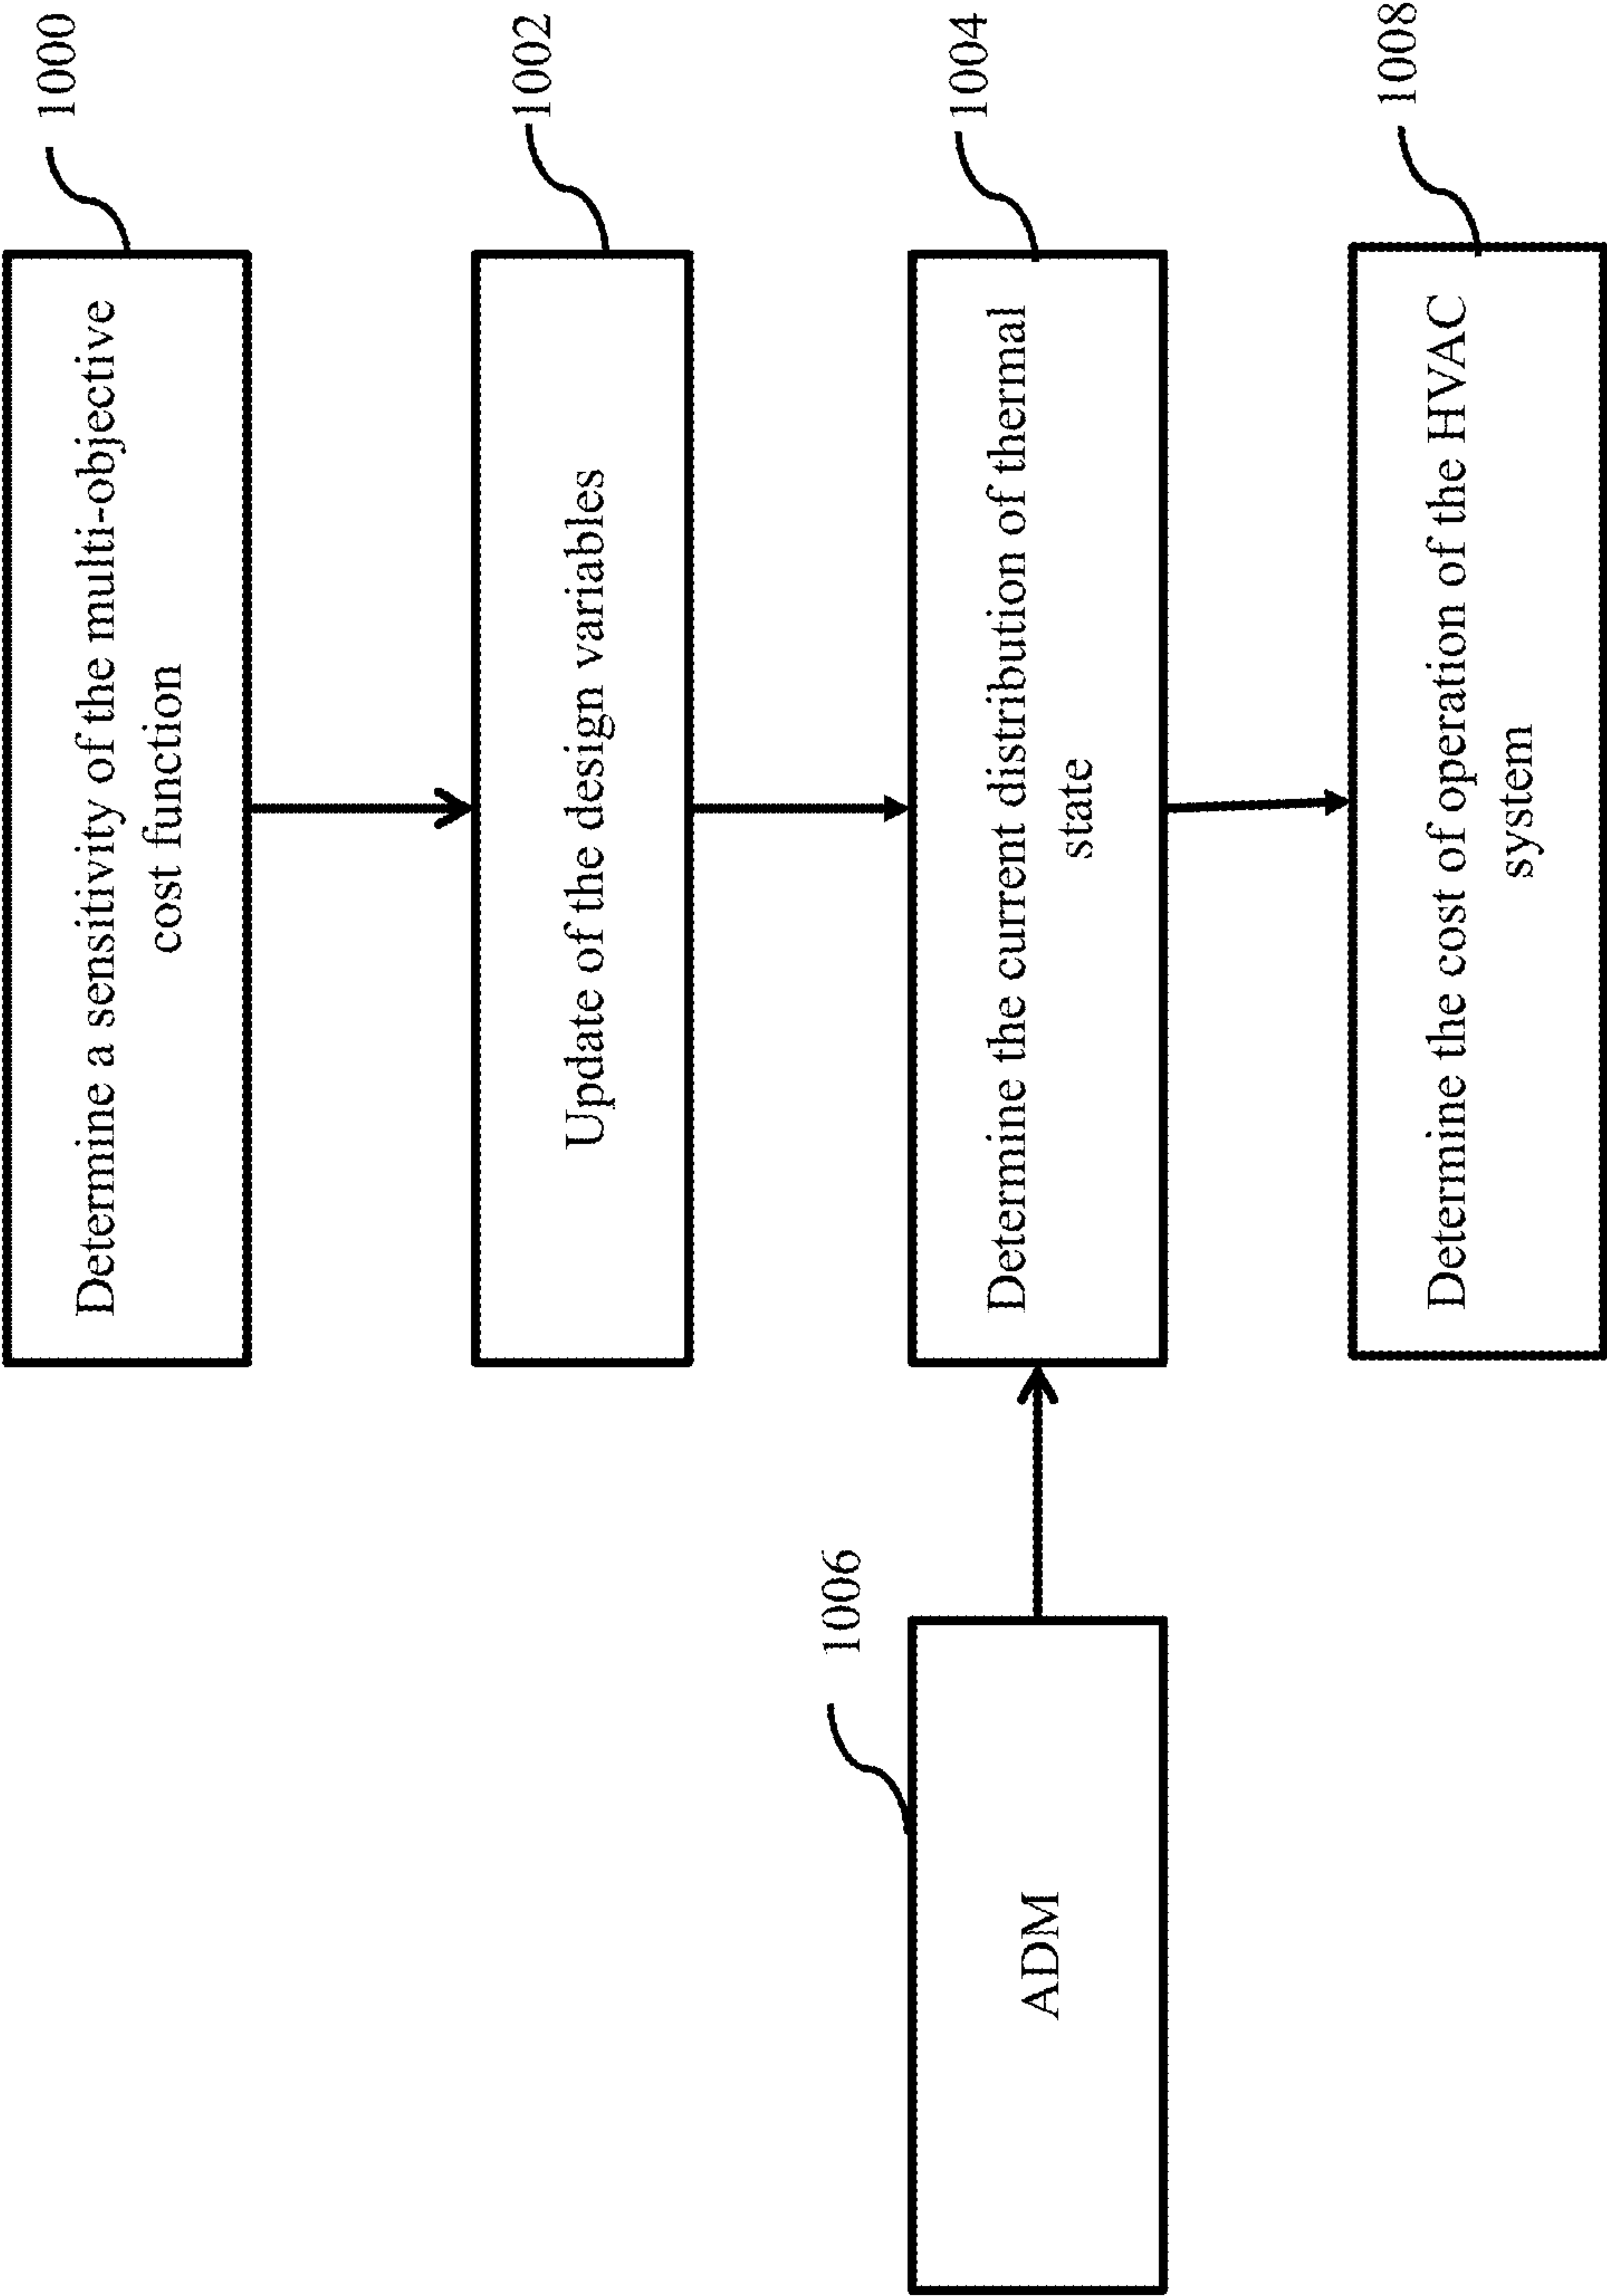 1000
Determine a sensitivity of the multi-objective
cost function
1002
Update of the design variables
1004
Determine the current distribution of thermal
state
1006
ADM
1008
Determine the cost of operation of the HVAC
system